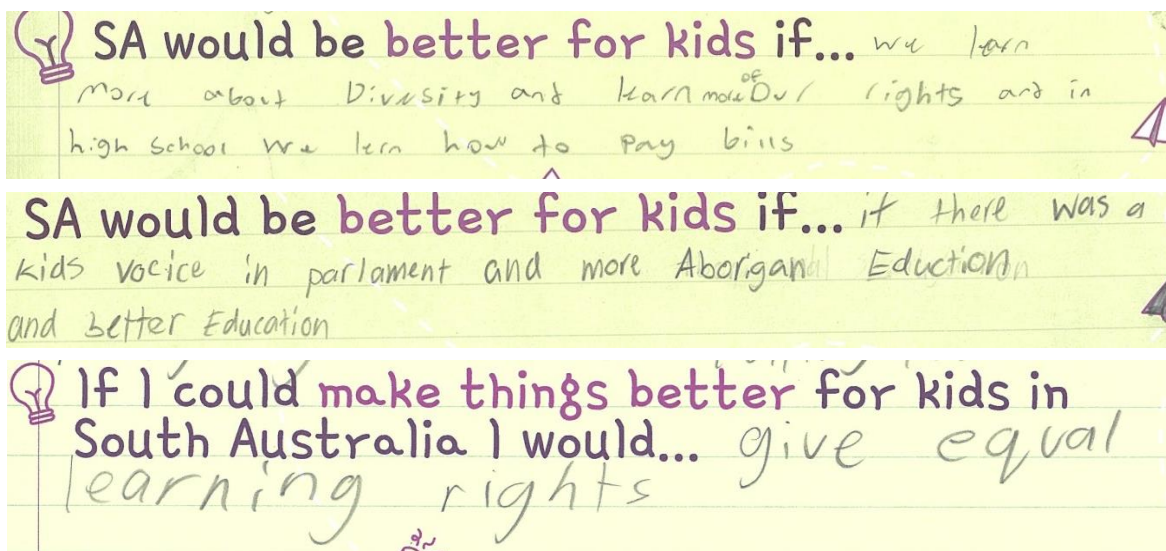 SA would be better for kids if... we learn
more about Diversity and learn more of Our rights and in
high school we lern how to pay bills
SA would be better for kids if... if there was a
kids vocice in parlament and more Aboriganal Eduction
and better Education
If I could make things better for kids in
South Australia I would... give equal
learning rights